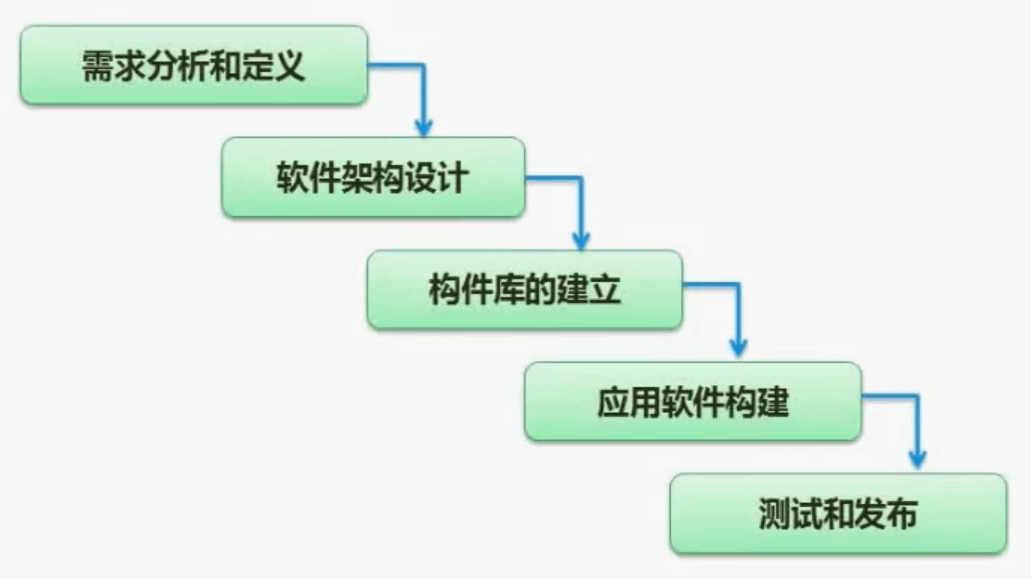 需求分析和定义
软件架构设计
构件库的建立
应用软件构建
测试和发布